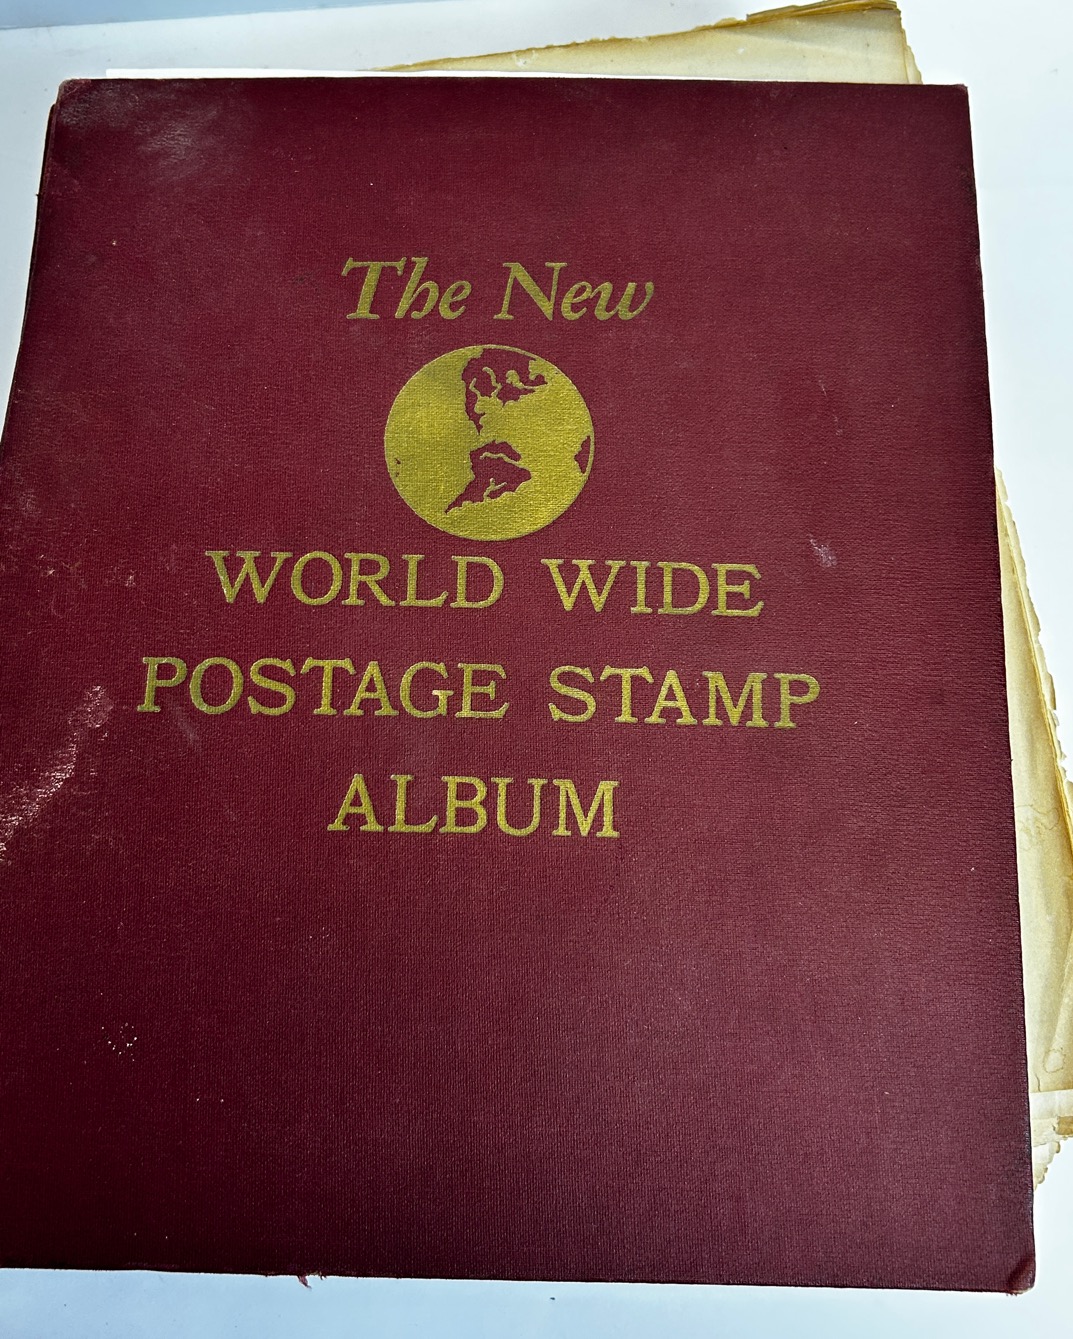 The New
WORLD WIDE
POSTAGE STAMP
ALBUM